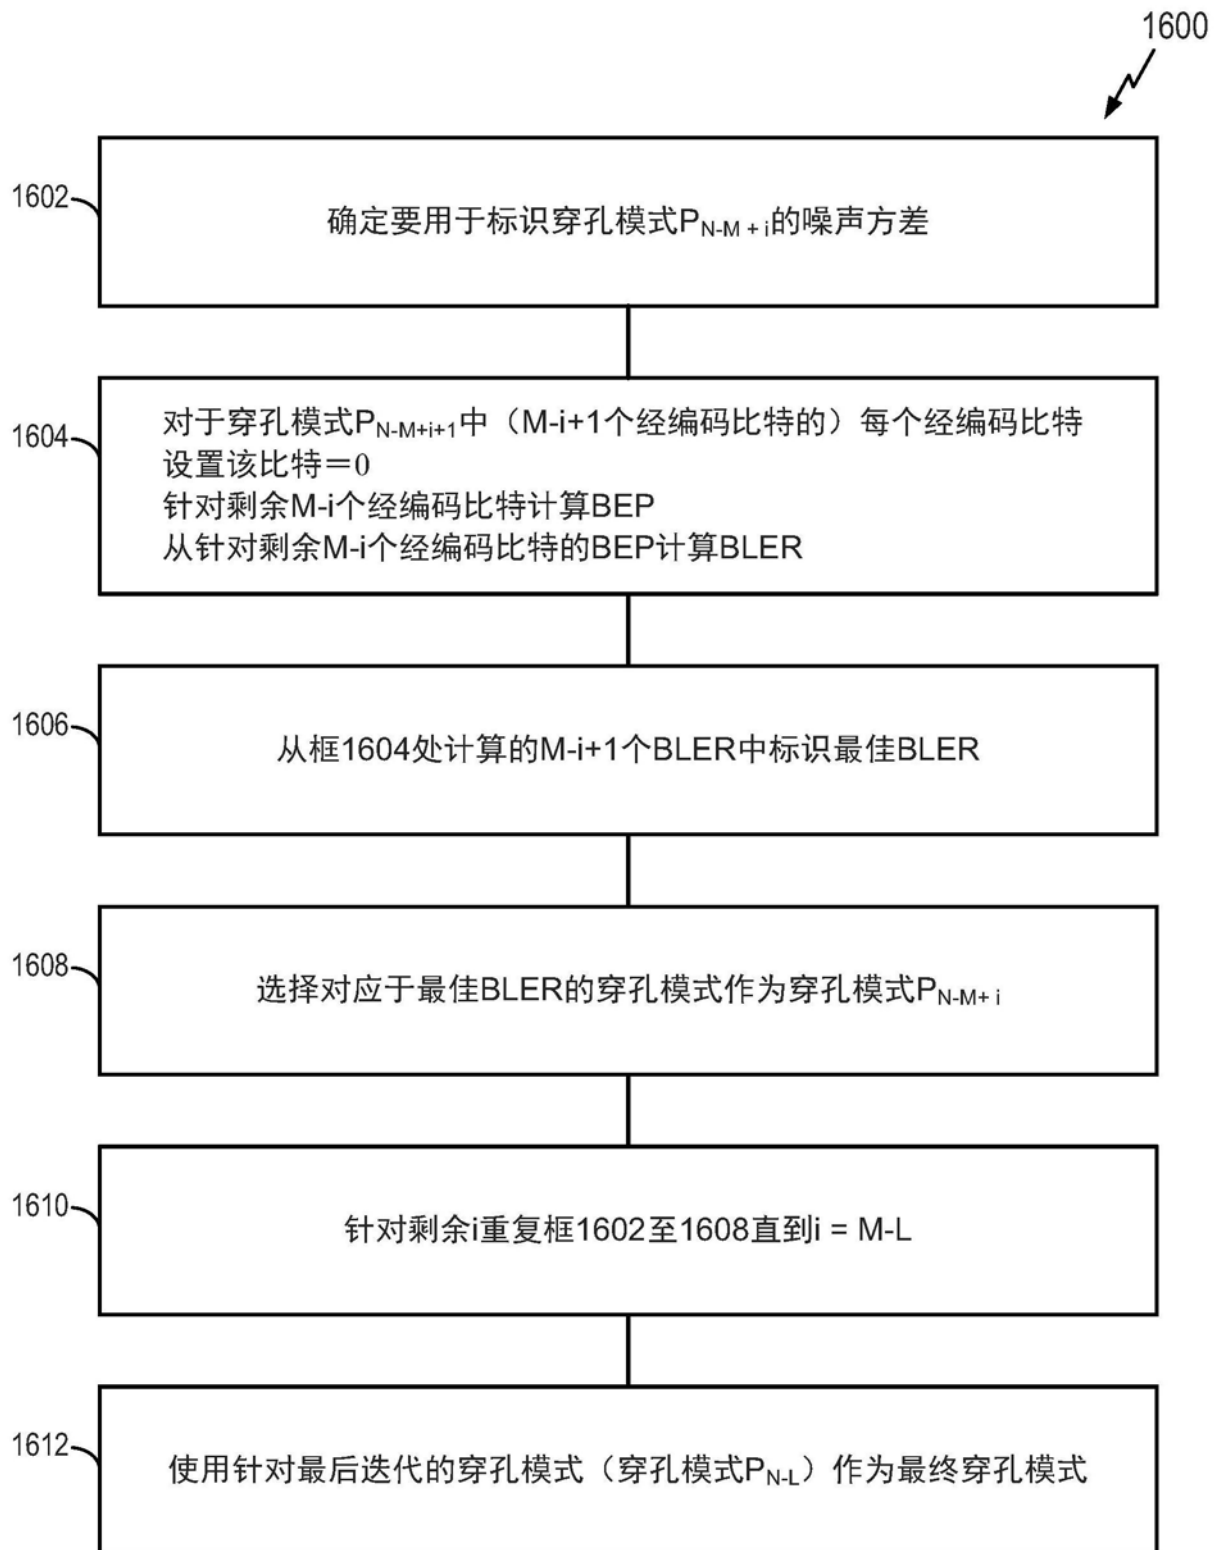 1600
1602
确定要用于标识穿孔模式P_{N-M + i}的噪声方差
1604
对于穿孔模式P_{N-M+i+1}中（M-i+1个经编码比特的）每个经编码比特
设置该比特＝0
针对剩余M-i个经编码比特计算BEP
从针对剩余M-i个经编码比特的BEP计算BLER
1606
从框1604处计算的M-i+1个BLER中标识最佳BLER
1608
选择对应于最佳BLER的穿孔模式作为穿孔模式P_{N-M+ i}
1610
针对剩余i重复框1602至1608直到i = M-L
1612
使用针对最后迭代的穿孔模式（穿孔模式P_{N-L}）作为最终穿孔模式